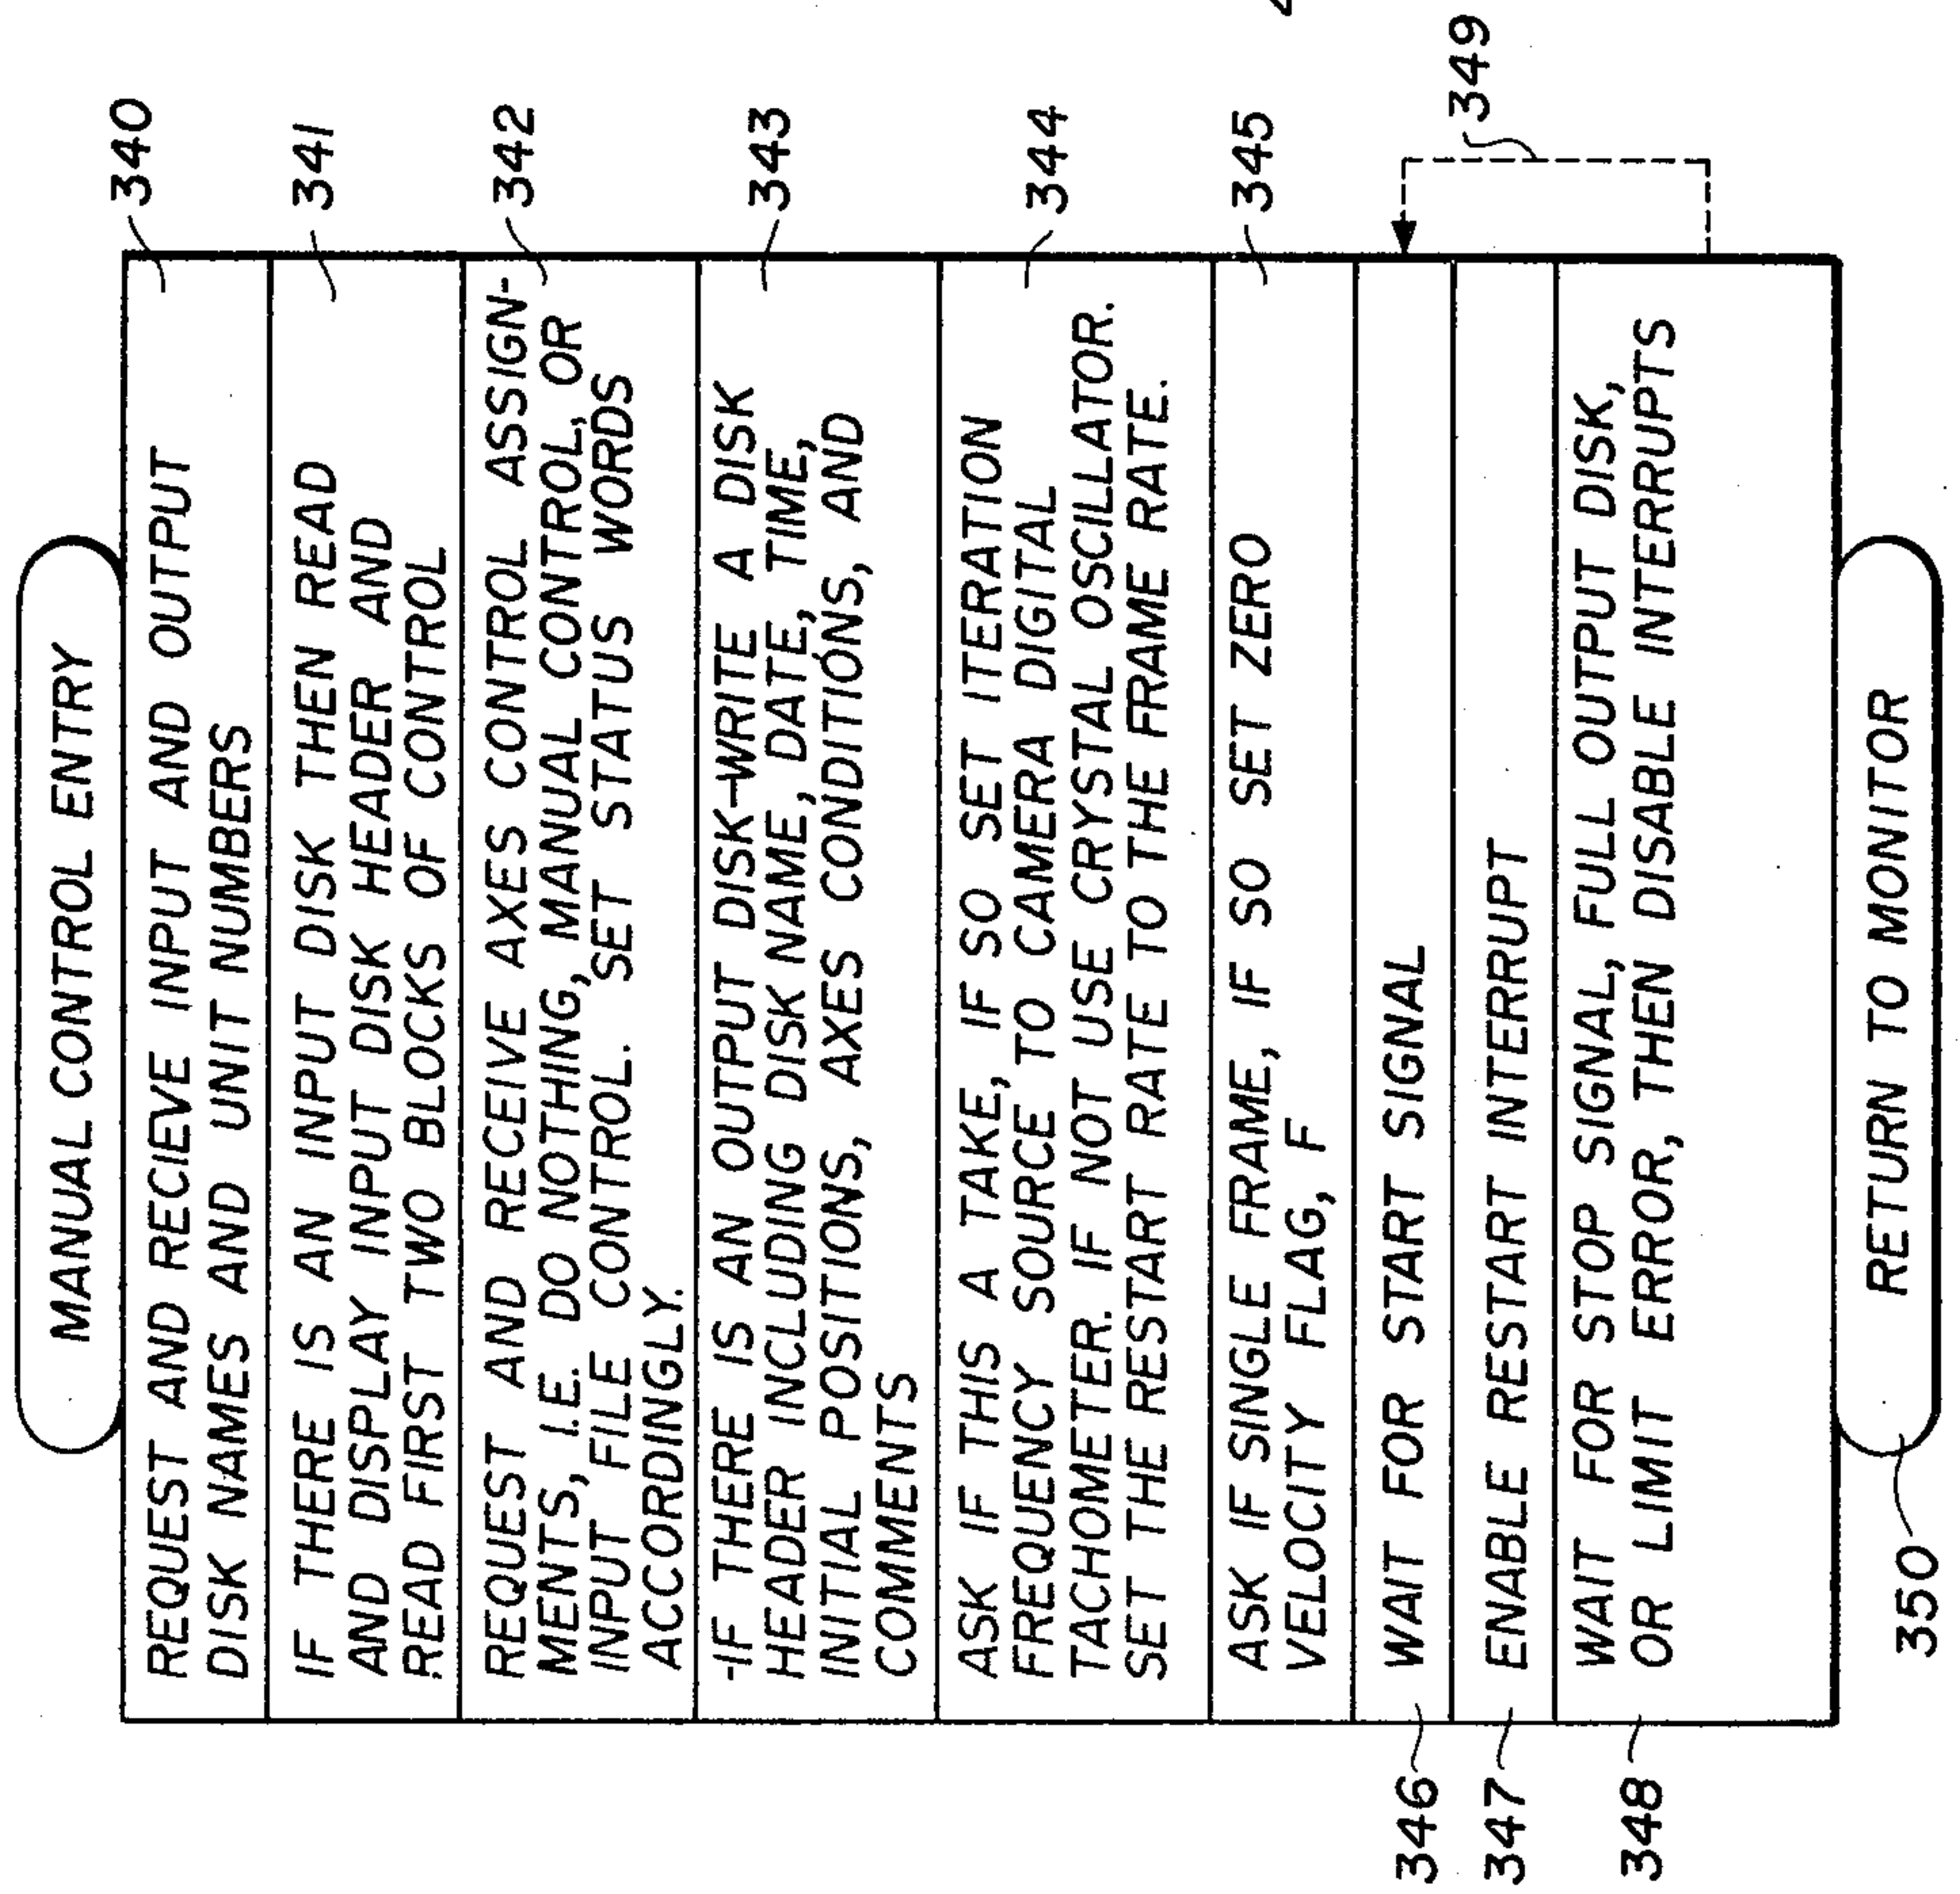 MANUAL CONTROL ENTRY
340
REQUEST AND RECIEVE INPUT AND OUTPUT
DISK NAMES AND UNIT NUMBERS
341
IF THERE IS AN INPUT DISK THEN READ
AND DISPLAY INPUT DISK HEADER AND
READ FIRST TWO BLOCKS OF CONTROL
342
REQUEST AND RECEIVE AXES CONTROL ASSIGN-
MENTS, I.E. DO NOTHING, MANUAL CONTROL, OR
INPUT FILE CONTROL. SET STATUS WORDS
ACCORDINGLY.
343
IF THERE IS AN OUTPUT DISK-WRITE A DISK
HEADER INCLUDING DISK NAME, DATE, TIME,
INITIAL POSITIONS, AXES CONDITIONS, AND
COMMENTS
344
ASK IF THIS A TAKE, IF SO SET ITERATION
FREQUENCY SOURCE TO CAMERA DIGITAL
TACHOMETER. IF NOT USE CRYSTAL OSCILLATOR.
SET THE RESTART RATE TO THE FRAME RATE.
345
ASK IF SINGLE FRAME, IF SO SET ZERO
VELOCITY FLAG, F
346
WAIT FOR START SIGNAL
347
ENABLE RESTART INTERRUPT
348
WAIT FOR STOP SIGNAL, FULL OUTPUT DISK,
OR LIMIT ERROR, THEN DISABLE INTERRUPTS
349
350
RETURN TO MONITOR